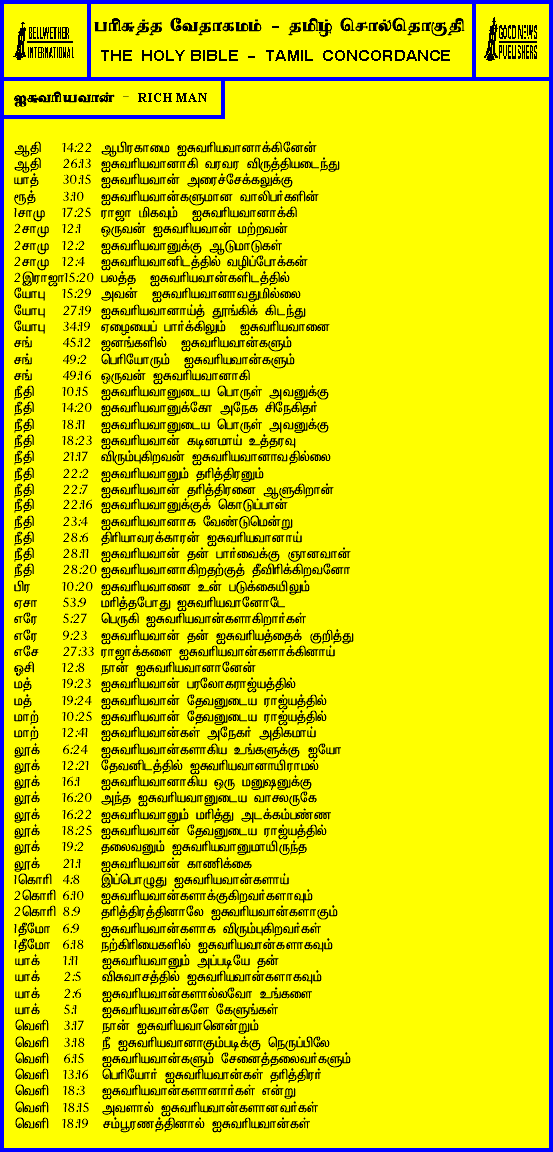 BELLWETHER INTERNATIONAL
பரிசுத்த வேதாகமம் - தமிழ் சொல்தொகுதி
THE HOLY BIBLE - TAMIL CONCORDANCE
GOOD NEWS PUBLISHERS
ஐசுவரியவான் - RICH MAN
ஆதி 14:22 ஆபிரகாமை ஐசுவரியவானாக்கினேன்
ஆதி 26:13 ஐசுவரியவானாகி வரவர விருத்தியடைந்து
யாத் 30:15 ஐசுவரியவான் அரைச்சேக்கலுக்கு
ரூத் 3:10 ஐசுவரியவான்களுமான வாலிபர்களின்
1சாமு 17:25 ராஜா மிகவும் ஐசுவரியவானாக்கி
2சாமு 12:1 ஒருவன் ஐசுவரியவான் மற்றவன்
2சாமு 12:2 ஐசுவரியவானுக்கு ஆடுமாடுகள்
2சாமு 12:4 ஐசுவரியவானிடத்தில் வழிப்போக்கன்
2இராஜா15:20 பலத்த ஐசுவரியவான்களிடத்தில்
யோபு 15:29 அவன் ஐசுவரியவானாவதுமில்லை
யோபு 27:19 ஐசுவரியவானாய்த் தூங்கிக் கிடந்து
யோபு 34:19 ஏழையைப் பார்க்கிலும் ஐசுவரியவானை
சங் 45:12 ஜனங்களில் ஐசுவரியவான்களும்
சங் 49:2 பெரியோரும் ஐசுவரியவான்களும்
சங் 49:16 ஒருவன் ஐசுவரியவானாகி
நீதி 10:15 ஐசுவரியவானுடைய பொருள் அவனுக்கு
நீதி 14:20 ஐசுவரியவானுக்கோ அநேக சிநேகிதர்
நீதி 18:11 ஐசுவரியவானுடைய பொருள் அவனுக்கு
நீதி 18:23 ஐசுவரியவான் கடினமாய் உத்தரவு
நீதி 21:17 விரும்புகிறவன் ஐசுவரியவானாவதில்லை
நீதி 22:2 ஐசுவரியவானும் தரித்திரனும்
நீதி 22:7 ஐசுவரியவான் தரித்திரனை ஆளுகிறான்
நீதி 22:16 ஐசுவரியவானுக்குக் கொடுப்பான்
நீதி 23:4 ஐசுவரியவானாக வேண்டுமென்று
நீதி 28:6 திரியாவரக்காரன் ஐசுவரியவானாய்
நீதி 28:11 ஐசுவரியவான் தன் பார்வைக்கு ஞானவான்
நீதி 28:20 ஐசுவரியவானாகிறதற்குத் தீவிரிக்கிறவனோ
பிர 10:20 ஐசுவரியவானை உன் படுக்கையிலும்
ஏசா 53:9 மரித்தபோது ஐசுவரியவானோடே
எரே 5:27 பெருகி ஐசுவரியவான்களாகிறார்கள்
எரே 9:23 ஐசுவரியவான் தன் ஐசுவரியத்தைக் குறித்து
எசே 27:33 ராஜாக்களை ஐசுவரியவான்களாக்கினாய்
ஓசி 12:8 நான் ஐசுவரியவானானேன்
மத் 19:23 ஐசுவரியவான் பரலோகராஜ்யத்தில்
மத் 19:24 ஐசுவரியவான் தேவனுடைய ராஜ்யத்தில்
மாற் 10:25 ஐசுவரியவான் தேவனுடைய ராஜ்யத்தில்
மாற் 12:41 ஐசுவரியவான்கள் அநேகர் அதிகமாய்
லூக் 6:24 ஐசுவரியவான்களாகிய உங்களுக்கு ஐயோ
லூக் 12:21 தேவனிடத்தில் ஐசுவரியவானாயிராமல்
லூக் 16:1 ஐசுவரியவானாகிய ஒரு மனுஷனுக்கு
லூக் 16:20 அந்த ஐசுவரியவானுடைய வாசலருகே
லூக் 16:22 ஐசுவரியவானும் மரித்து அடக்கம்பண்ண
லூக் 18:25 ஐசுவரியவான் தேவனுடைய ராஜ்யத்தில்
லூக் 19:2 தலைவனும் ஐசுவரியவானுமாயிருந்த
லூக் 21:1 ஐசுவரியவான் காணிக்கை
1கொரி 4:8 இப்பொழுது ஐசுவரியவான்களாய்
2கொரி 6:10 ஐசுவரியவான்களாக்குகிறவர்களாவும்
2கொரி 8:9 தரித்திரத்தினாலே ஐசுவரியவான்களாகும்
1தீமோ 6:9 ஐசுவரியவான்களாக விரும்புகிறவர்கள்
1தீமோ 6:18 நற்கிரியைகளில் ஐசுவரியவான்களாகவும்
யாக் 1:11 ஐசுவரியவானும் அப்படியே தன்
யாக் 2:5 விசுவாசத்தில் ஐசுவரியவான்களாகவும்
யாக் 2:6 ஐசுவரியவான்களால்லவோ உங்களை
யாக் 5:1 ஐசுவரியவான்களே கேளுங்கள்
வெளி 3:17 நான் ஐசுவரியவானென்றும்
வெளி 3:18 நீ ஐசுவரியவானாகும்படிக்கு நெருப்பிலே
வெளி 6:15 ஐசுவரியவான்களும் சேனைத்தலைவர்களும்
வெளி 13:16 பெரியோர் ஐசுவரியவான்கள் தரித்திரர்
வெளி 18:3 ஐசுவரியவான்களானார்கள் என்று
வெளி 18:15 அவளால் ஐசுவரியவான்களானவர்கள்
வெளி 18:19 சம்பூரணத்தினால் ஐசுவரியவான்கள்